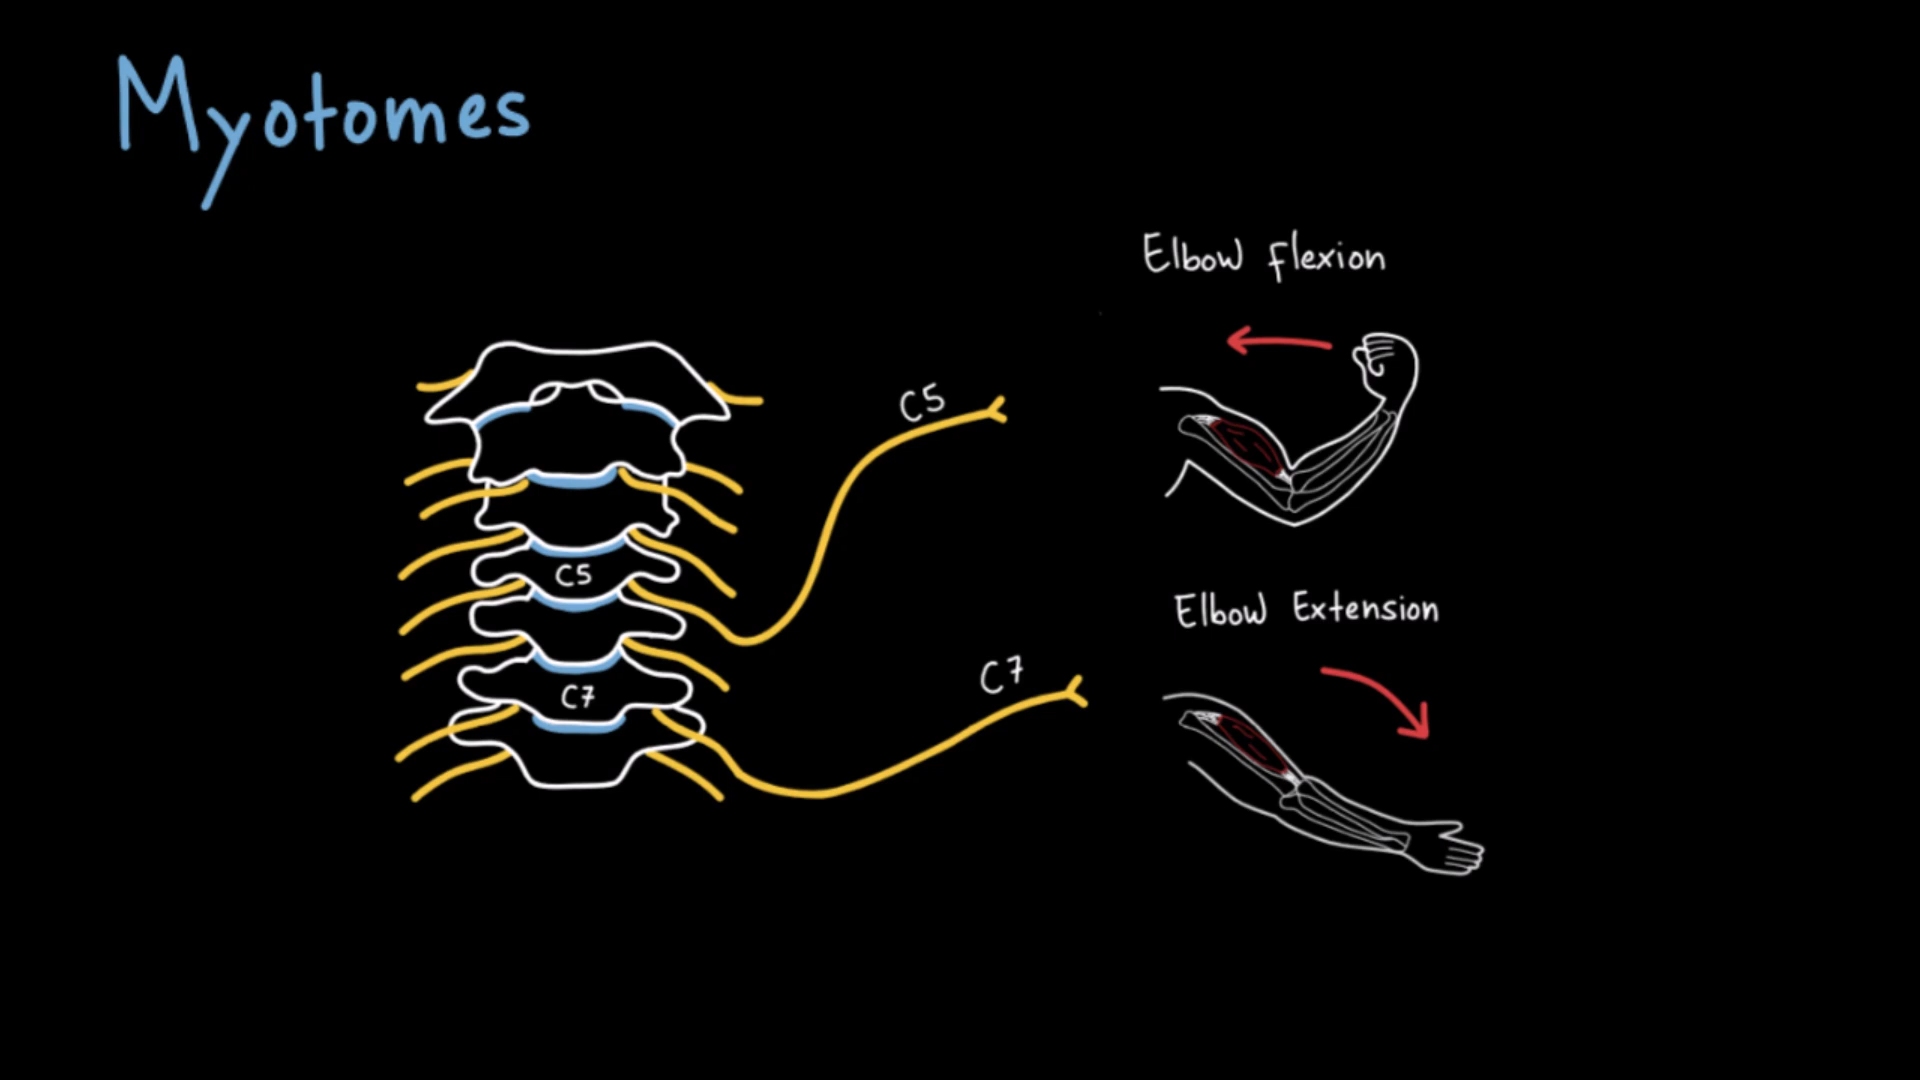 Myotomes
Elbow flexion
C5
C5
Elbow Extension
C7
C7